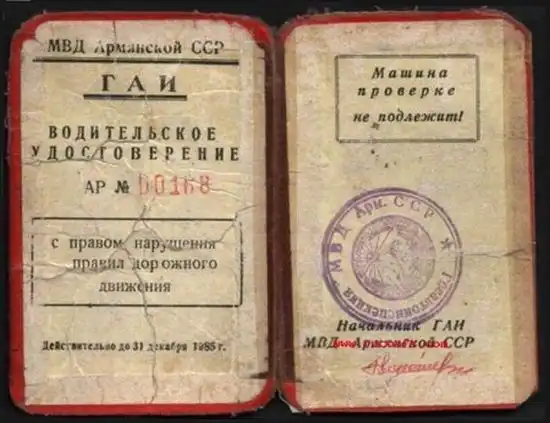 МВД Армянской ССР
ГАИ
ВОДИТЕЛЬСКОЕ
УДОСТОВЕРЕНИЕ
АР № 00168
с правом нарушения
правил дорожного
движения
Действительно до 31 декабря 1985 г.
Машина
проверке
не подлежит!
МВД Арм. ССР ★ Госавтоинспекция
Начальник ГАИ
МВД Армянской ССР